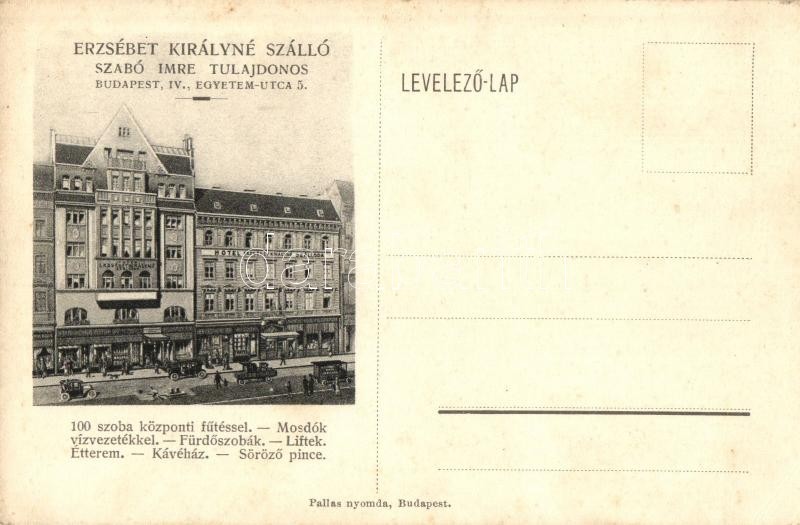 ERZSÉBET KIRÁLYNÉ SZÁLLÓ
SZABÓ IMRE TULAJDONOS
BUDAPEST, IV., EGYETEM-UTCA 5.
LEVELEZŐ-LAP
HOTEL
100 szoba központi fűtéssel. — Mosdók
vízvezetékkel. — Fürdőszobák. — Liftek.
Étterem. — Kávéház. — Söröző pince.
Pallas nyomda, Budapest.